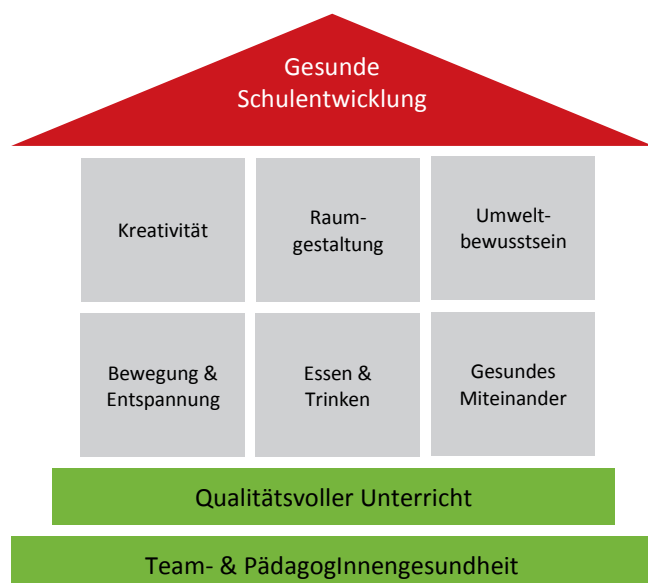 Gesunde
Schulentwicklung
Kreativität
Raum-
gestaltung
Umwelt-
bewusstsein
Bewegung &
Entspannung
Essen &
Trinken
Gesundes
Miteinander
Qualitätsvoller Unterricht
Team- & PädagogInnengesundheit